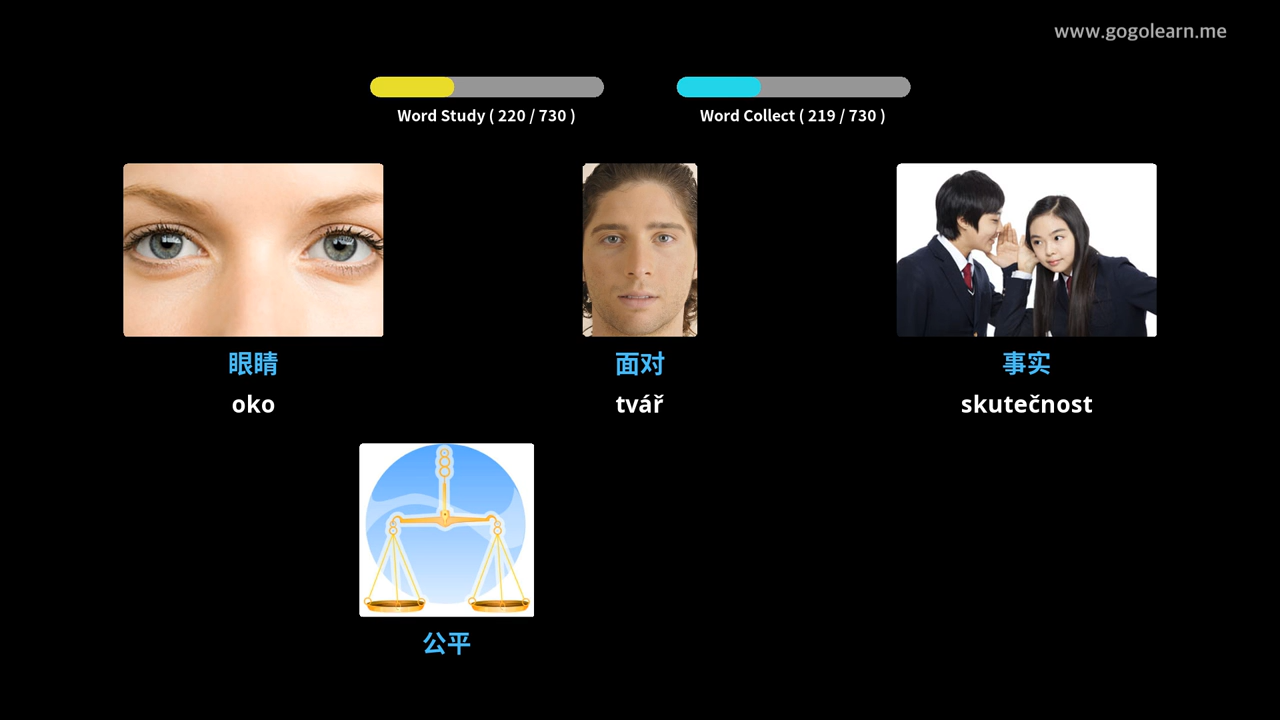 www.gogolearn.me
Word Study ( 220 / 730 )
Word Collect ( 219 / 730 )
眼睛
面对
事实
oko
tvář
skutečnost
公平